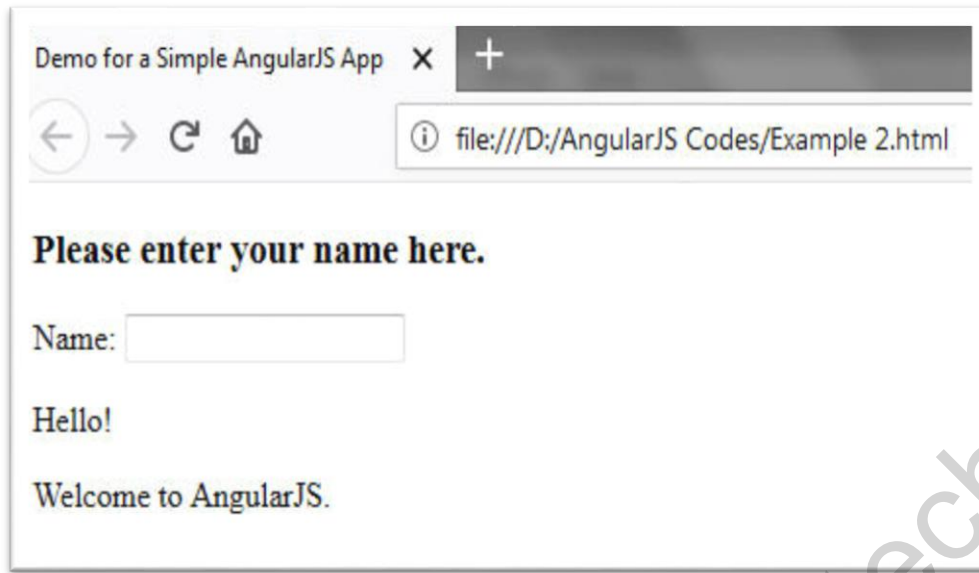 Demo for a Simple AngularJS App
file:///D:/AngularJS Codes/Example 2.html
Please enter your name here.
Name:
Hello!
Welcome to AngularJS.